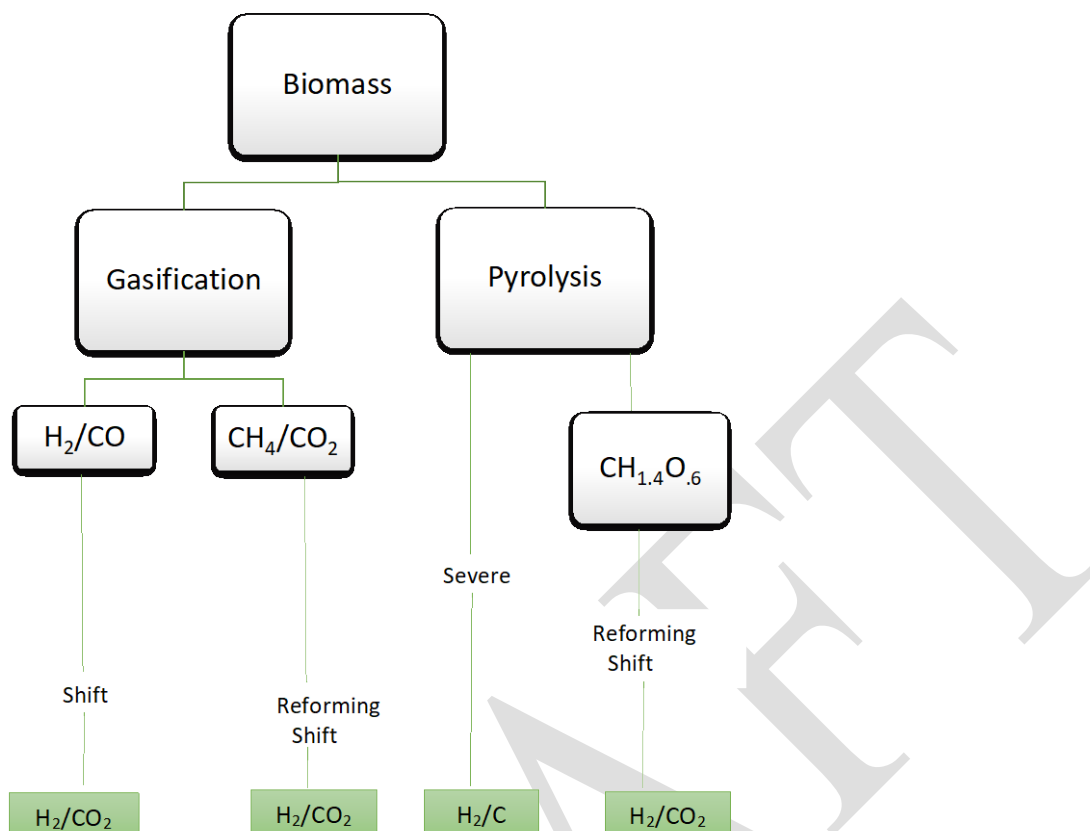 Biomass
Gasification
Pyrolysis
H₂/CO
CH₄/CO₂
CH₁.₄O.₆
Severe
Reforming
Shift
Shift
Reforming
Shift
H₂/CO₂
H₂/CO₂
H₂/C
H₂/CO₂